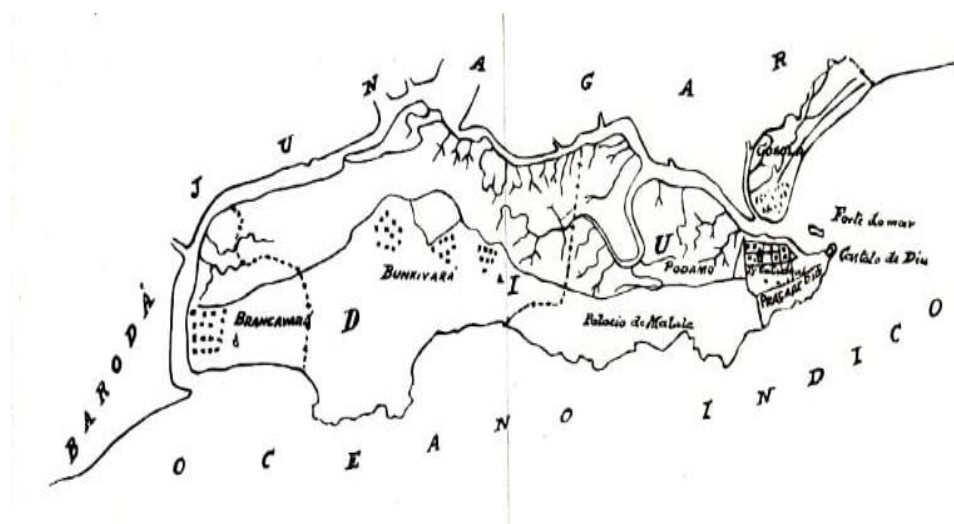 JUNAGAR
GOGOLA
Forte do mar
Castelo de Diu
PODAMO
BUNKIVARÁ
DIU
BRANCAVARÁ
Palacio de Malala
PRAÇA DE DIU
BARODÁ
OCEANO INDICO